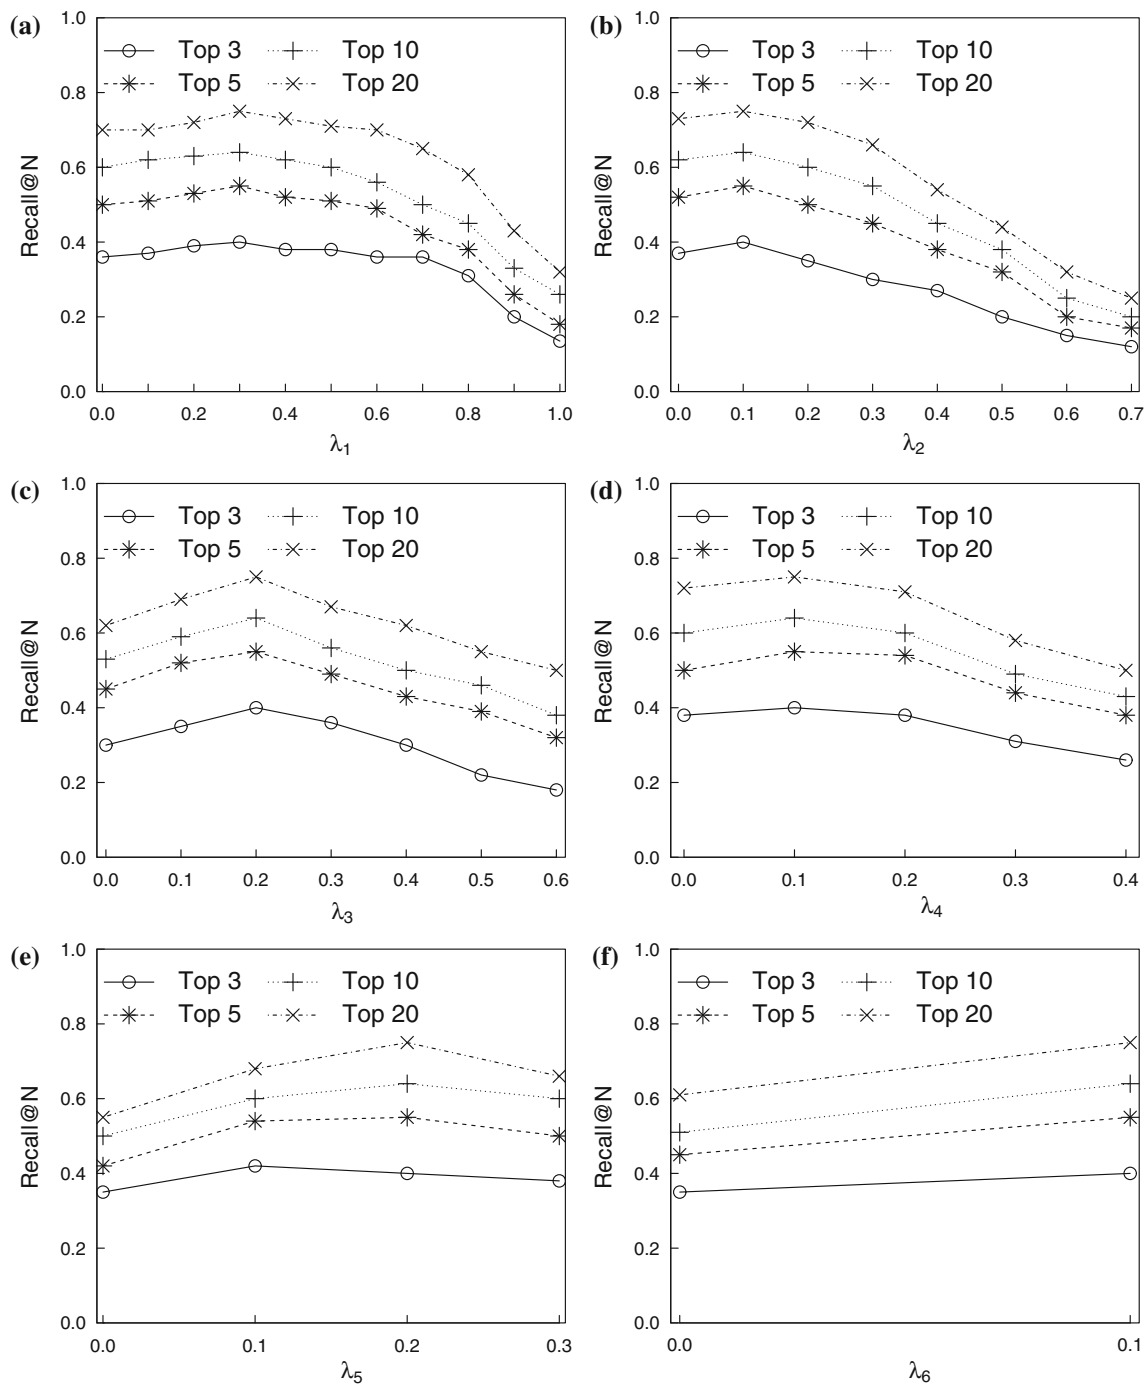 (a)
1.0
0.8
0.6
0.4
0.2
0.0
Recall@N
Top 3 Top 10
Top 5 Top 20
0.0 0.2 0.4 0.6 0.8 1.0
λ1
(b)
1.0
0.8
0.6
0.4
0.2
0.0
Recall@N
Top 3 Top 10
Top 5 Top 20
0.0 0.1 0.2 0.3 0.4 0.5 0.6 0.7
λ2
(c)
1.0
0.8
0.6
0.4
0.2
0.0
Recall@N
Top 3 Top 10
Top 5 Top 20
0.0 0.1 0.2 0.3 0.4 0.5 0.6
λ3
(d)
1.0
0.8
0.6
0.4
0.2
0.0
Recall@N
Top 3 Top 10
Top 5 Top 20
0.0 0.1 0.2 0.3 0.4
λ4
(e)
1.0
0.8
0.6
0.4
0.2
0.0
Recall@N
Top 3 Top 10
Top 5 Top 20
0.0 0.1 0.2 0.3
λ5
(f)
1.0
0.8
0.6
0.4
0.2
0.0
Recall@N
Top 3 Top 10
Top 5 Top 20
0.0 0.1
λ6